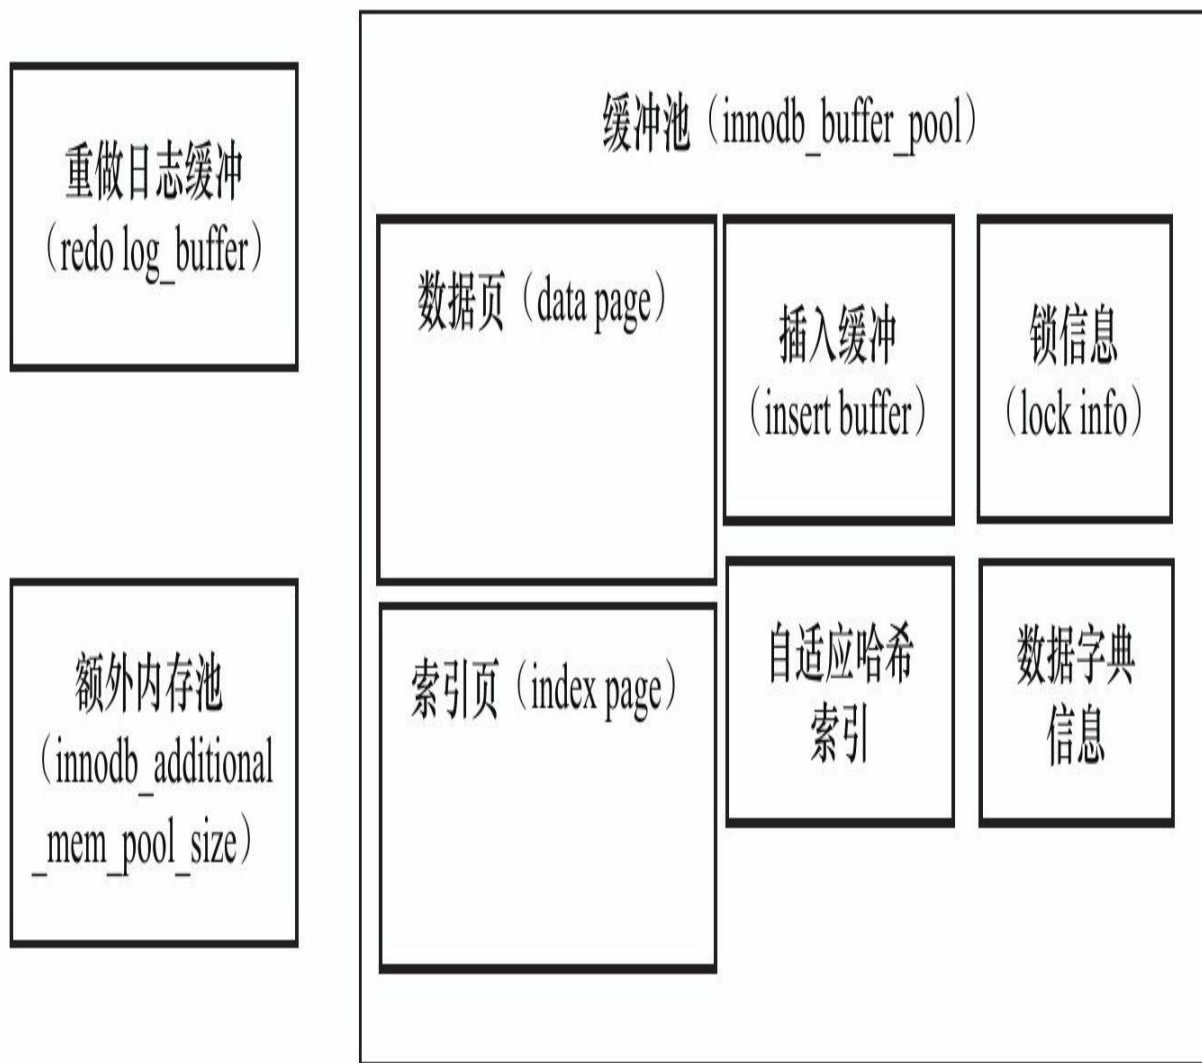 重做日志缓冲
（redo log_buffer）
额外内存池
（innodb_additional
_mem_pool_size）
缓冲池（innodb_buffer_pool）
数据页（data page）
插入缓冲
（insert buffer）
锁信息
（lock info）
索引页（index page）
自适应哈希
索引
数据字典
信息